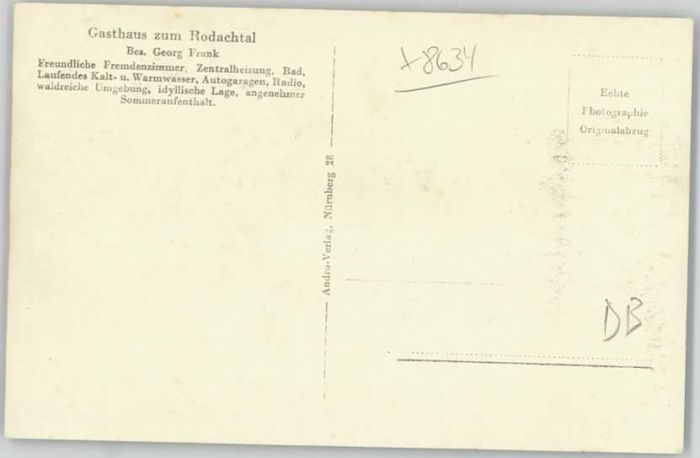 Gasthaus zum Rodachtal
Bes. Georg Frank
Freundliche Fremdenzimmer, Zentralheizung, Bad,
Laufendes Kalt- u. Warmwasser, Autogaragen, Radio,
waldreiche Umgebung, idyllische Lage, angenehmer
Sommeraufenthalt.
Andro-Verlag, Nürnberg 28
8634
Echte
Photographie
Originalabzug
DB